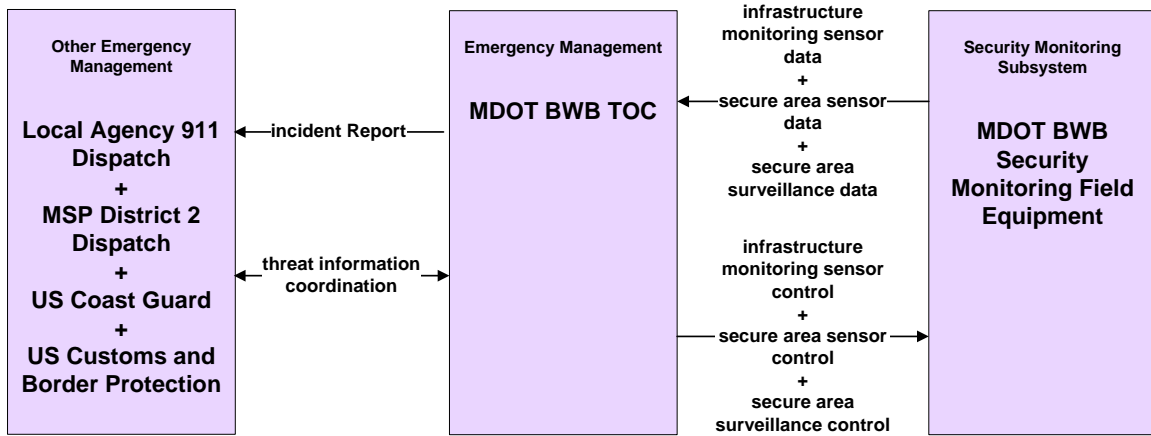 Other Emergency
Management
Local Agency 911
Dispatch
+
MSP District 2
Dispatch
+
US Coast Guard
+
US Customs and
Border Protection
incident Report
threat information
coordination
Emergency Management
MDOT BWB TOC
infrastructure
monitoring sensor
data
+
secure area sensor
data
+
secure area
surveillance data
infrastructure
monitoring sensor
control
+
secure area sensor
control
+
secure area
surveillance control
Security Monitoring
Subsystem
MDOT BWB
Security
Monitoring Field
Equipment